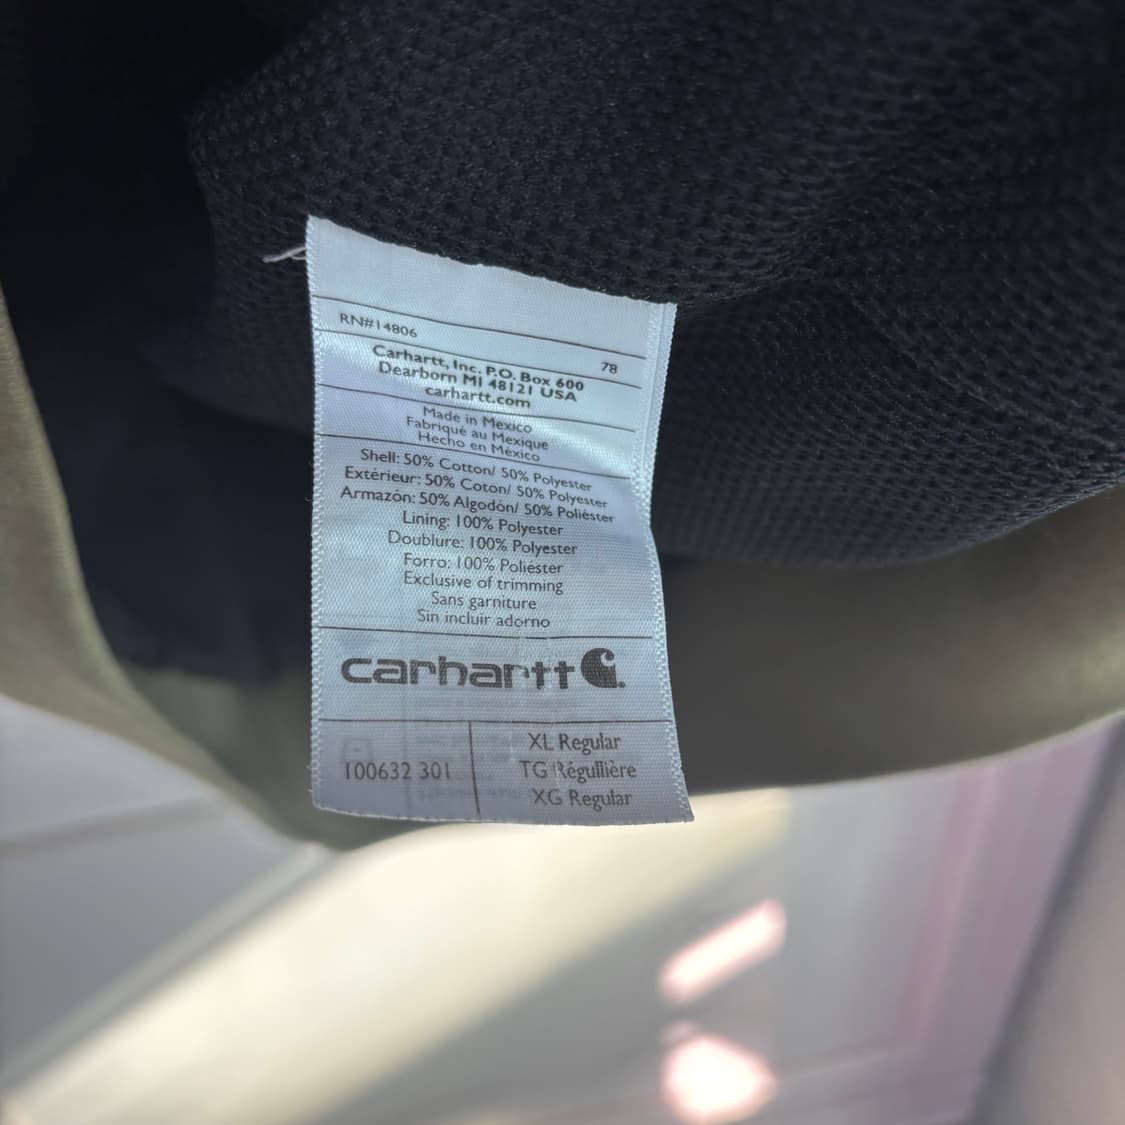 RN#14806
78
Carhartt, Inc. P.O. Box 600
Dearborn MI 48121 USA
carhartt.com
Made in Mexico
Fabriqué au Mexique
Hecho en México
Shell: 50% Cotton/ 50% Polyester
Extérieur: 50% Coton/ 50% Polyester
Armazón: 50% Algodón/ 50% Poliéster
Lining: 100% Polyester
Doublure: 100% Polyester
Forro: 100% Poliéster
Exclusive of trimming
Sans garniture
Sin incluir adorno
carhartt
100632 301
XL Regular
TG Régullière
XG Regular